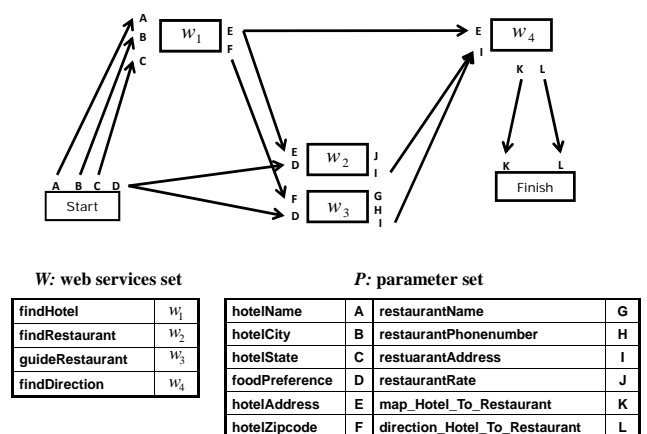 A
B
C
w1
E
F
E
I
w4
K L
K L
Finish
E
D
w2
J
I
F
D
w3
G
H
I
A B C D
Start
W: web services set
findHotel w1
findRestaurant w2
guideRestaurant w3
findDirection w4
P: parameter set
hotelName A restaurantName G
hotelCity B restaurantPhonenumber H
hotelState C restuarantAddress I
foodPreference D restaurantRate J
hotelAddress E map_Hotel_To_Restaurant K
hotelZipcode F direction_Hotel_To_Restaurant L